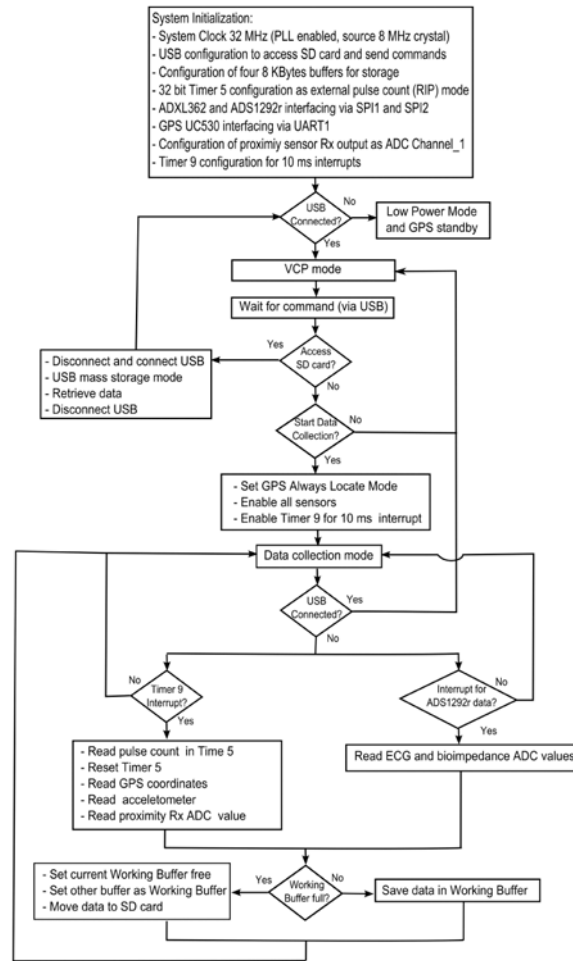 System Initialization:
- System Clock 32 MHz (PLL enabled, source 8 MHz crystal)
- USB configuration to access SD card and send commands
- Configuration of four 8 KBytes buffers for storage
- 32 bit Timer 5 configuration as external pulse count (RIP) mode
- ADXL362 and ADS1292r interfacing via SPI1 and SPI2
- GPS UC530 interfacing via UART1
- Configuration of proximiy sensor Rx output as ADC Channel_1
- Timer 9 configuration for 10 ms interrupts
USB
Connected?
No
Yes
Low Power Mode
and GPS standby
VCP mode
Wait for command (via USB)
Access
SD card?
Yes
No
- Disconnect and connect USB
- USB mass storage mode
- Retrieve data
- Disconnect USB
Start Data
Collection?
No
Yes
- Set GPS Always Locate Mode
- Enable all sensors
- Enable Timer 9 for 10 ms interrupt
Data collection mode
USB
Connected?
Yes
No
Timer 9
Interrupt?
No
Yes
Interrupt for
ADS1292r data?
No
Yes
- Read pulse count in Time 5
- Reset Timer 5
- Read GPS coordinates
- Read acceletometer
- Read proximity Rx ADC value
Read ECG and bioimpedance ADC values
Working
Buffer full?
Yes
No
- Set current Working Buffer free
- Set other buffer as Working Buffer
- Move data to SD card
Save data in Working Buffer